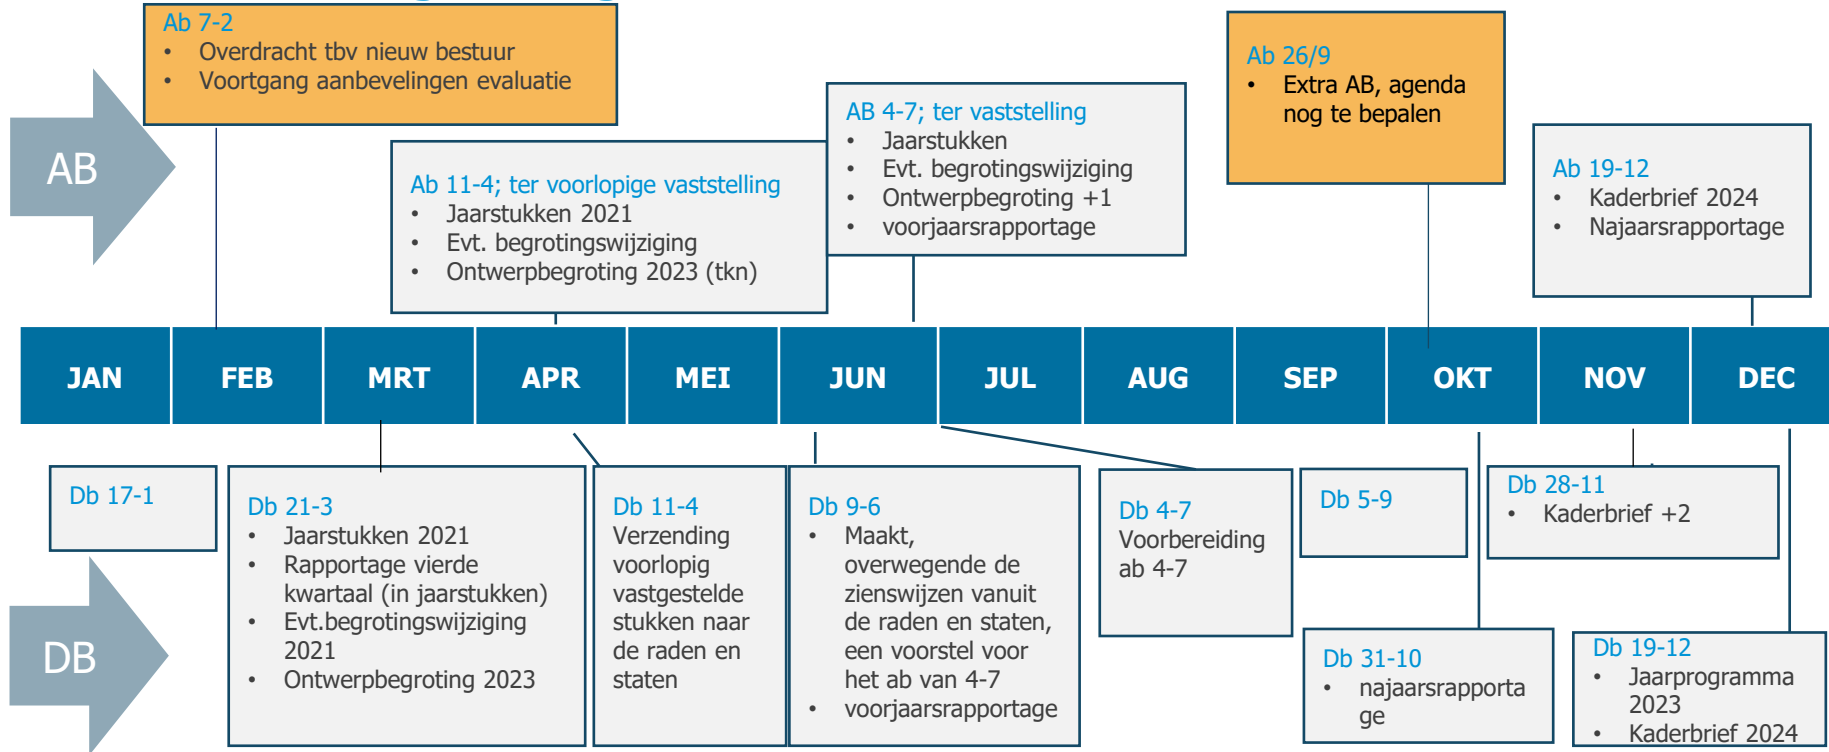 Ab 7-2
• Overdracht tbv nieuw bestuur
• Voortgang aanbevelingen evaluatie
AB
Ab 11-4; ter voorlopige vaststelling
• Jaarstukken 2021
• Evt. begrotingswijziging
• Ontwerpbegroting 2023 (tkn)
AB 4-7; ter vaststelling
• Jaarstukken
• Evt. begrotingswijziging
• Ontwerpbegroting +1
• voorjaarsrapportage
Ab 26/9
• Extra AB, agenda
nog te bepalen
Ab 19-12
• Kaderbrief 2024
• Najaarsrapportage
JAN FEB MRT APR MEI JUN JUL AUG SEP OKT NOV DEC
DB
Db 17-1
Db 21-3
• Jaarstukken 2021
• Rapportage vierde
kwartaal (in jaarstukken)
• Evt.begrotingswijziging
2021
• Ontwerpbegroting 2023
Db 11-4
Verzending
voorlopig
vastgestelde
stukken naar
de raden en
staten
Db 9-6
• Maakt,
overwegende de
zienswijzen vanuit
de raden en staten,
een voorstel voor
het ab van 4-7
• voorjaarsrapportage
Db 4-7
Voorbereiding
ab 4-7
Db 5-9
Db 31-10
• najaarsrapporta
ge
Db 28-11
• Kaderbrief +2
Db 19-12
• Jaarprogramma
2023
• Kaderbrief 2024